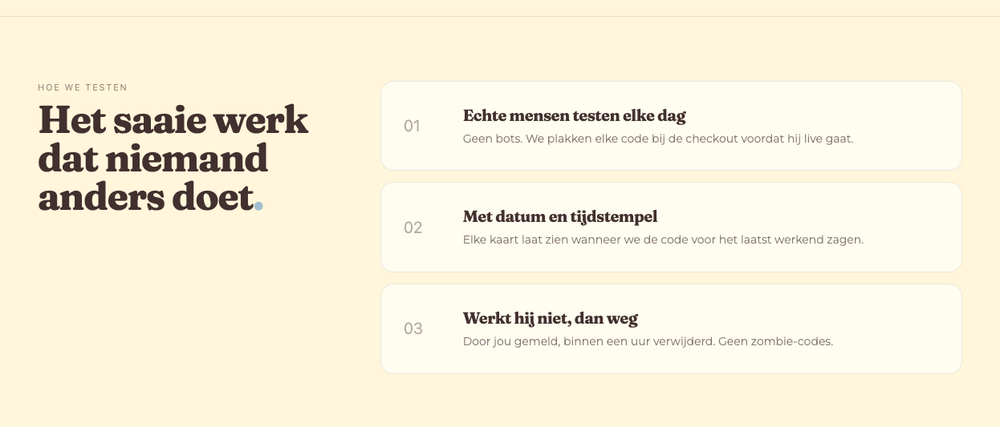 HOE WE TESTEN
Het saaie werk
dat niemand
anders doet.
01
Echte mensen testen elke dag
Geen bots. We plakken elke code bij de checkout voordat hij live gaat.
02
Met datum en tijdstempel
Elke kaart laat zien wanneer we de code voor het laatst werkend zagen.
03
Werkt hij niet, dan weg
Door jou gemeld, binnen een uur verwijderd. Geen zombie-codes.